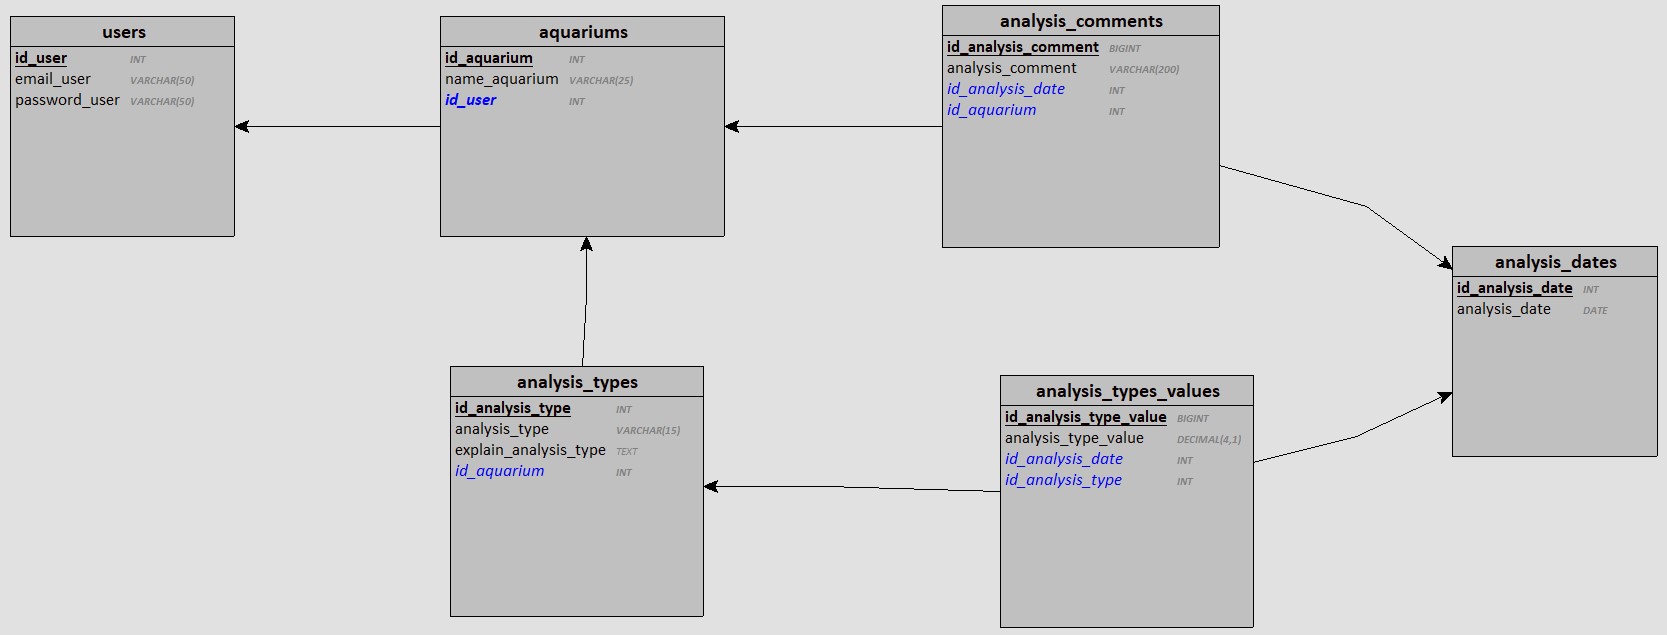 users
id_user INT
email_user VARCHAR(50)
password_user VARCHAR(50)
aquariums
id_aquarium INT
name_aquarium VARCHAR(25)
id_user INT
analysis_comments
id_analysis_comment BIGINT
analysis_comment VARCHAR(200)
id_analysis_date INT
id_aquarium INT
analysis_dates
id_analysis_date INT
analysis_date DATE
analysis_types
id_analysis_type INT
analysis_type VARCHAR(15)
explain_analysis_type TEXT
id_aquarium INT
analysis_types_values
id_analysis_type_value BIGINT
analysis_type_value DECIMAL(4,1)
id_analysis_date INT
id_analysis_type INT